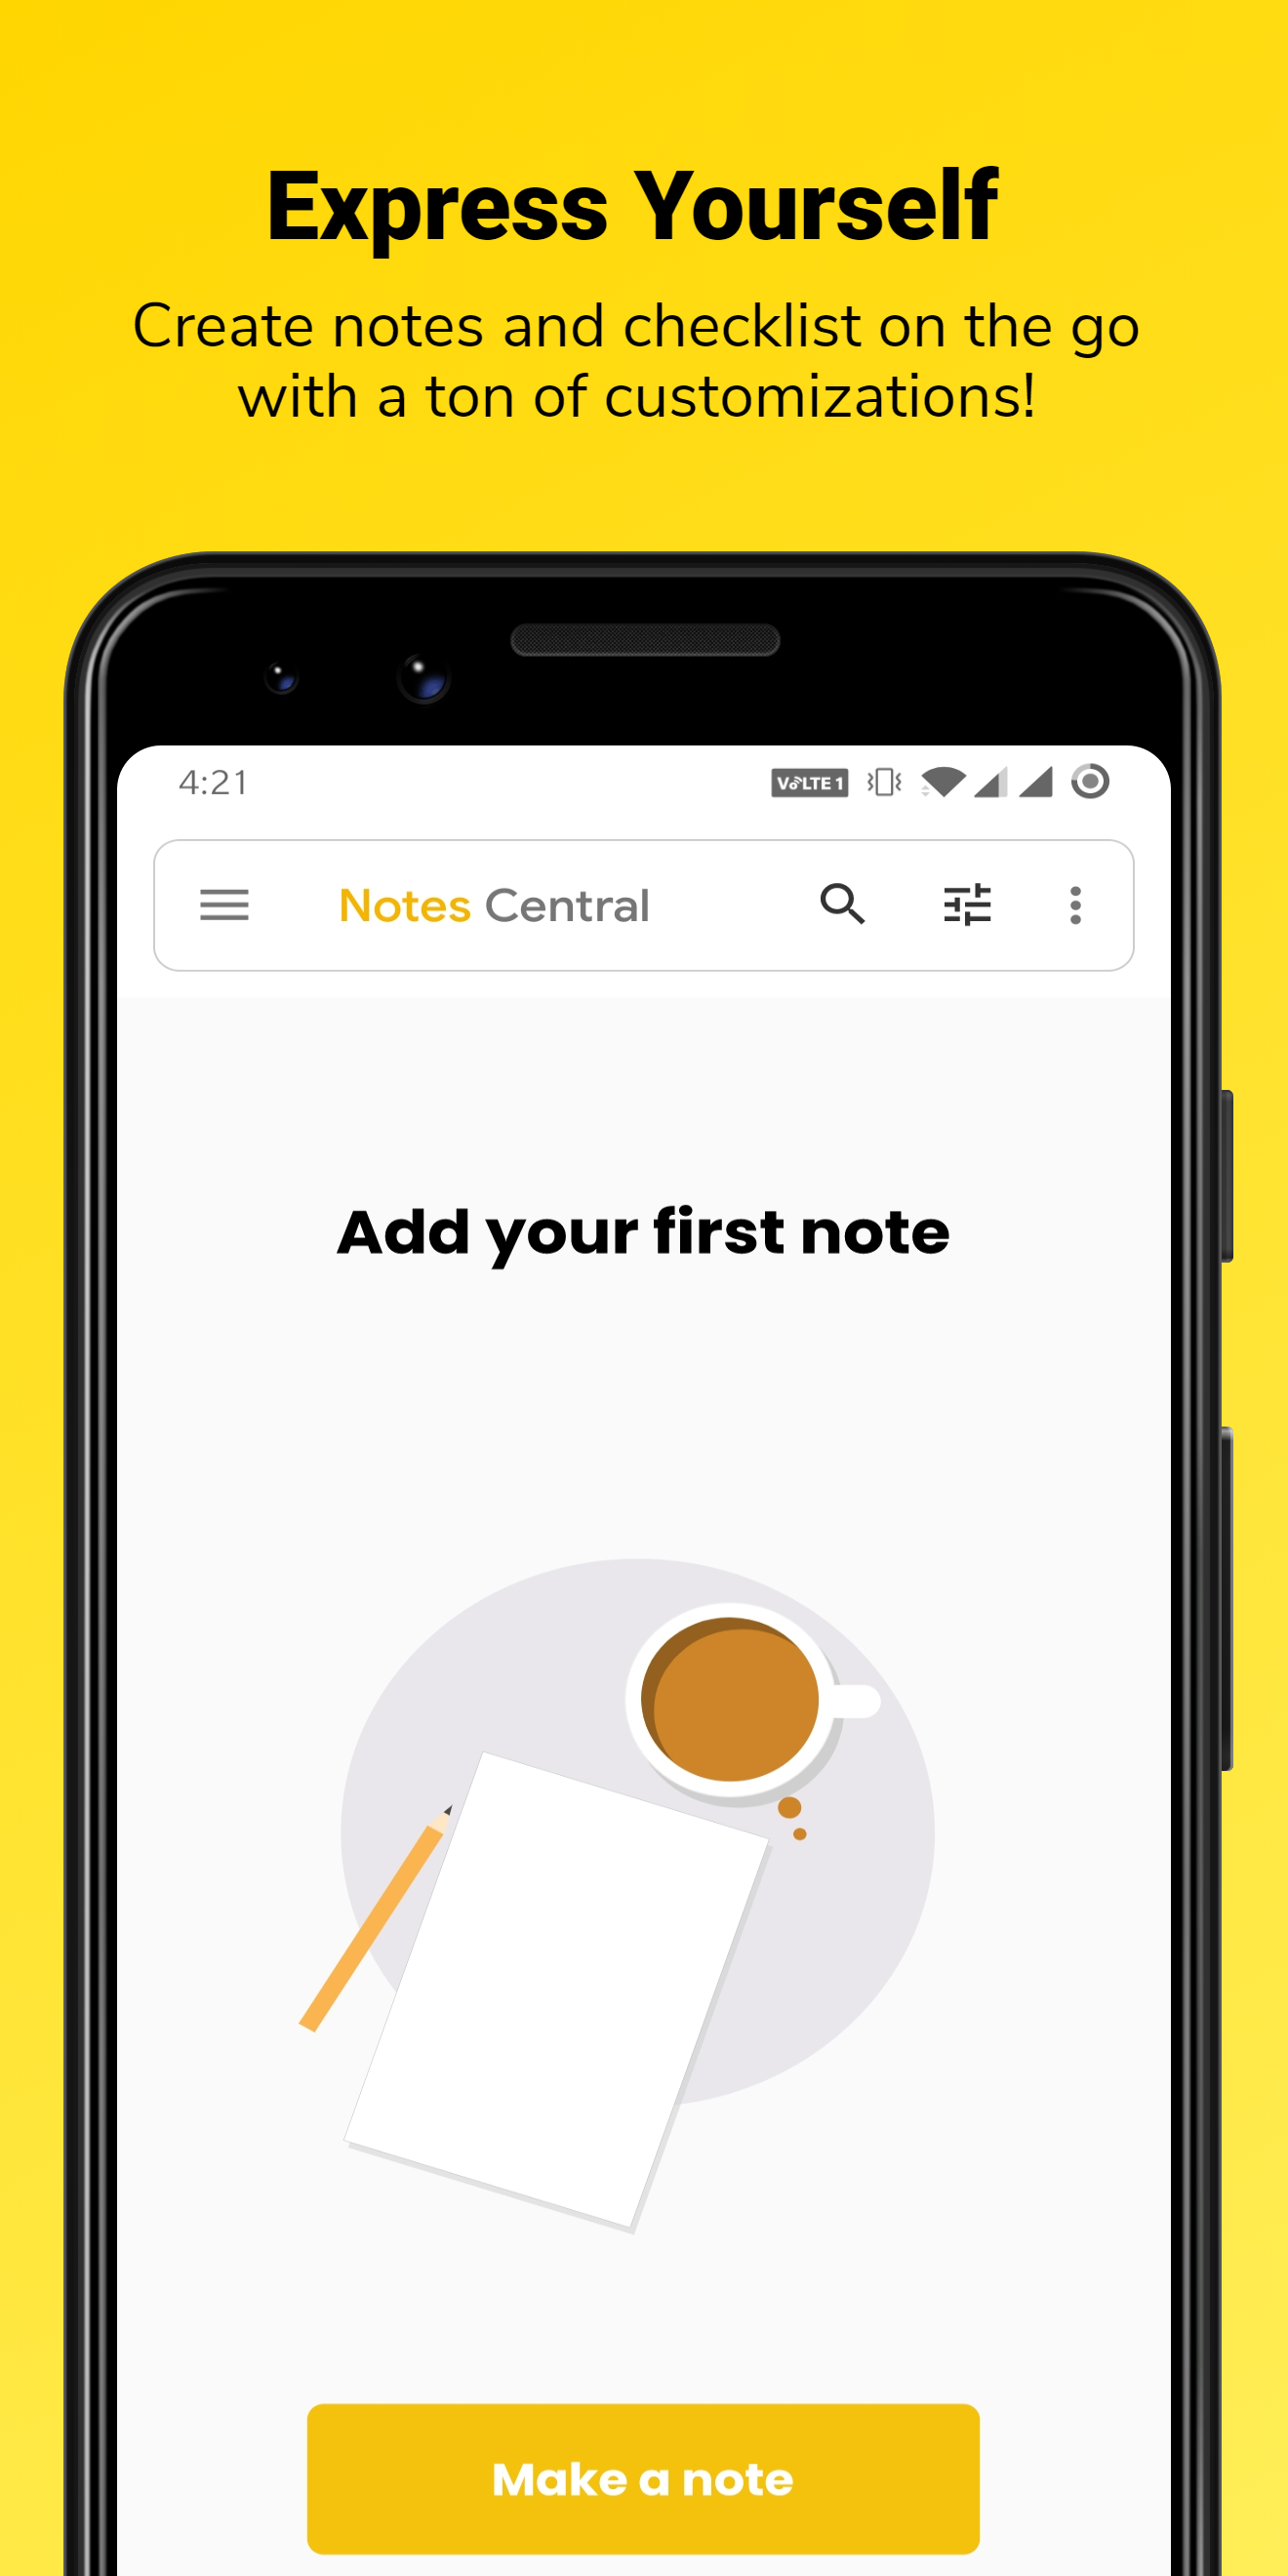 Express Yourself
Create notes and checklist on the go
with a ton of customizations!
4:21 VoLTE 1
Notes Central
Add your first note
Make a note